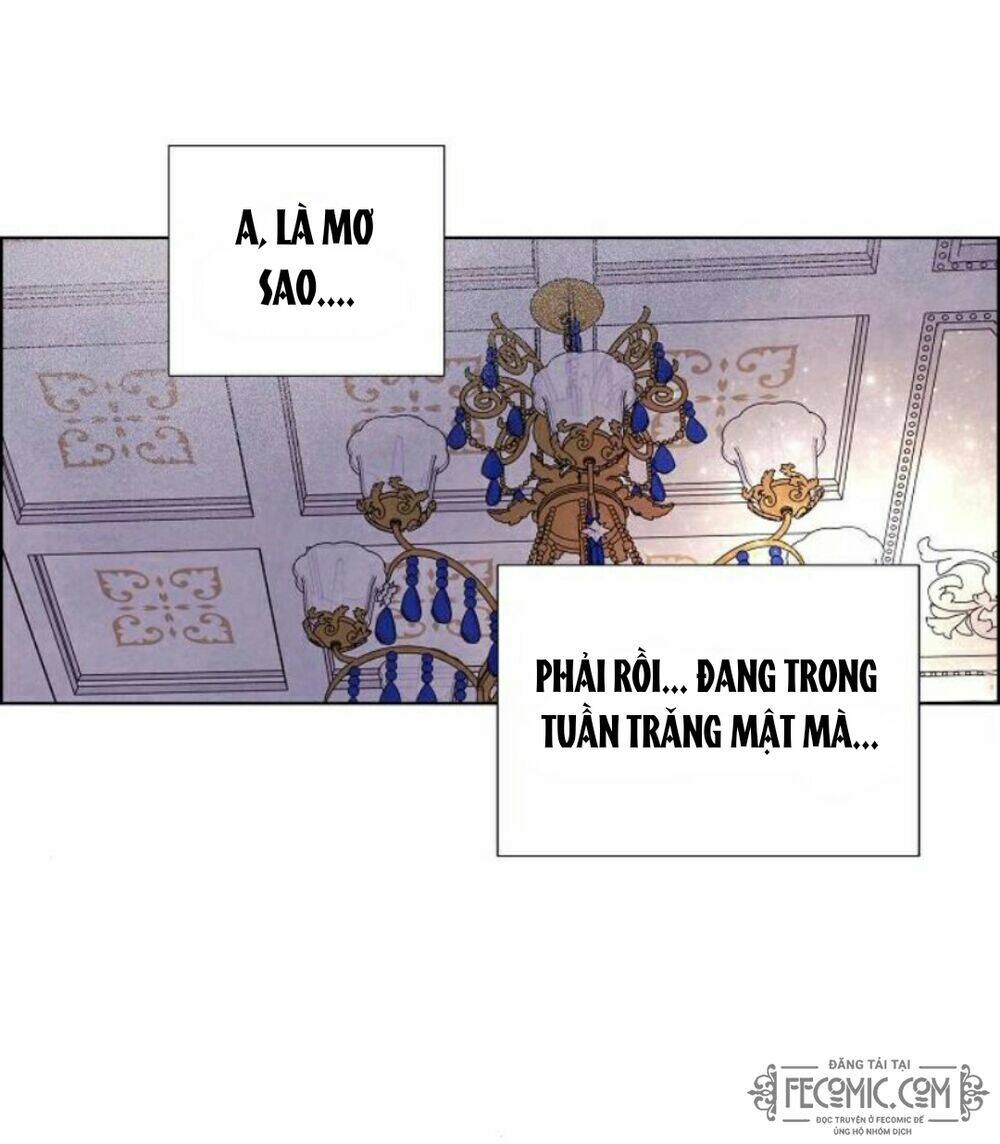 A, LÀ MƠ
SAO....
PHẢI RỒI... ĐANG TRONG
TUẦN TRĂNG MẬT MÀ...
ĐĂNG TẢI TẠI
FECOMIC.COM
ĐỌC TRUYỆN Ở FECOMIC ĐỂ
ỦNG HỘ NHÓM DỊCH